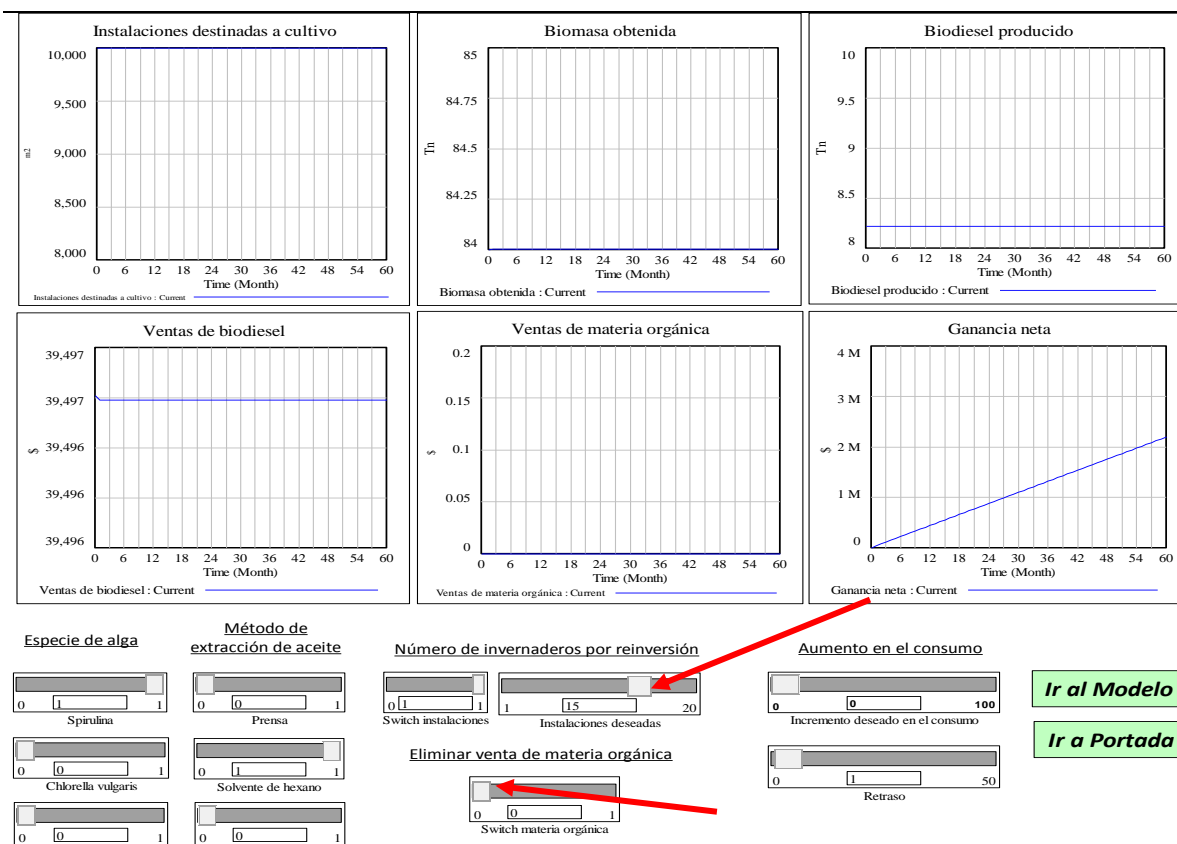 Instalaciones destinadas a cultivo
10,000
9,500
9,000
8,500
8,000
m2
0 6 12 18 24 30 36 42 48 54 60
Time (Month)
Instalaciones destinadas a cultivo : Current
Biomasa obtenida
85
84.75
84.5
84.25
84
Tn
0 6 12 18 24 30 36 42 48 54 60
Time (Month)
Biomasa obtenida : Current
Biodiesel producido
10
9.5
9
8.5
8
Tn
0 6 12 18 24 30 36 42 48 54 60
Time (Month)
Biodiesel producido : Current
Ventas de biodiesel
39,497
39,497
39,496
39,496
39,496
$
0 6 12 18 24 30 36 42 48 54 60
Time (Month)
Ventas de biodiesel : Current
Ventas de materia orgánica
0.2
0.15
0.1
0.05
0
$
0 6 12 18 24 30 36 42 48 54 60
Time (Month)
Ventas de materia orgánica : Current
Ganancia neta
4 M
3 M
2 M
1 M
0
$
0 6 12 18 24 30 36 42 48 54 60
Time (Month)
Ganancia neta : Current
Especie de alga
0 1 1
Spirulina
0 0 1
Chlorella vulgaris
0 0 1
Método de
extracción de aceite
0 0 1
Prensa
0 1 1
Solvente de hexano
0 0 1
Número de invernaderos por reinversión
0 1 1
Switch instalaciones
1 15 20
Instalaciones deseadas
Eliminar venta de materia orgánica
0 0 1
Switch materia orgánica
Aumento en el consumo
0 0 100
Incremento deseado en el consumo
0 1 50
Retraso
Ir al Modelo
Ir a Portada